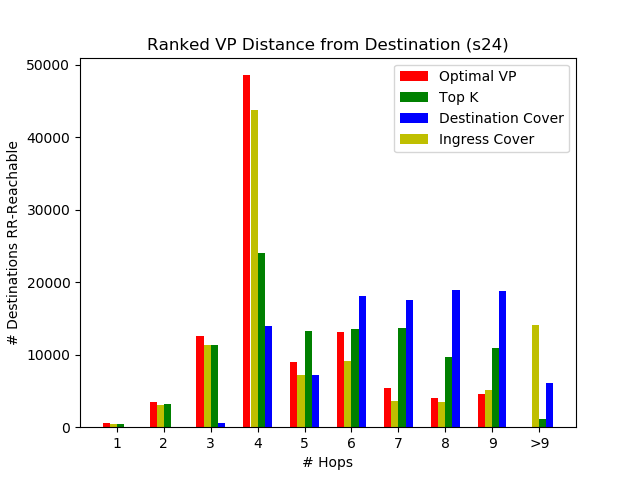 Ranked VP Distance from Destination (s24)
Optimal VP
Top K
Destination Cover
Ingress Cover
# Destinations RR-Reachable
50000
40000
30000
20000
10000
0
1 2 3 4 5 6 7 8 9 >9
# Hops